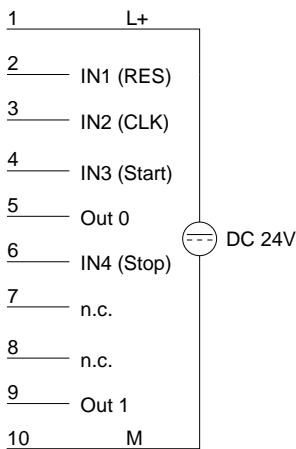 1 L+
2 IN1 (RES)
3 IN2 (CLK)
4 IN3 (Start)
5 Out 0
DC 24V
6 IN4 (Stop)
7 n.c.
8 n.c.
9 Out 1
10 M